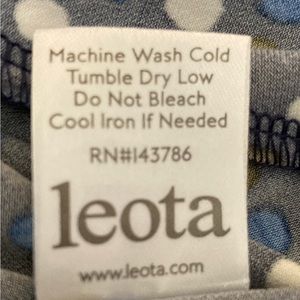 Machine Wash Cold
Tumble Dry Low
Do Not Bleach
Cool Iron If Needed
RN#143786
leota
www.leota.com